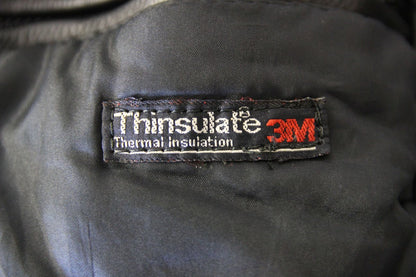 Thinsulate® 3M
Thermal insulation